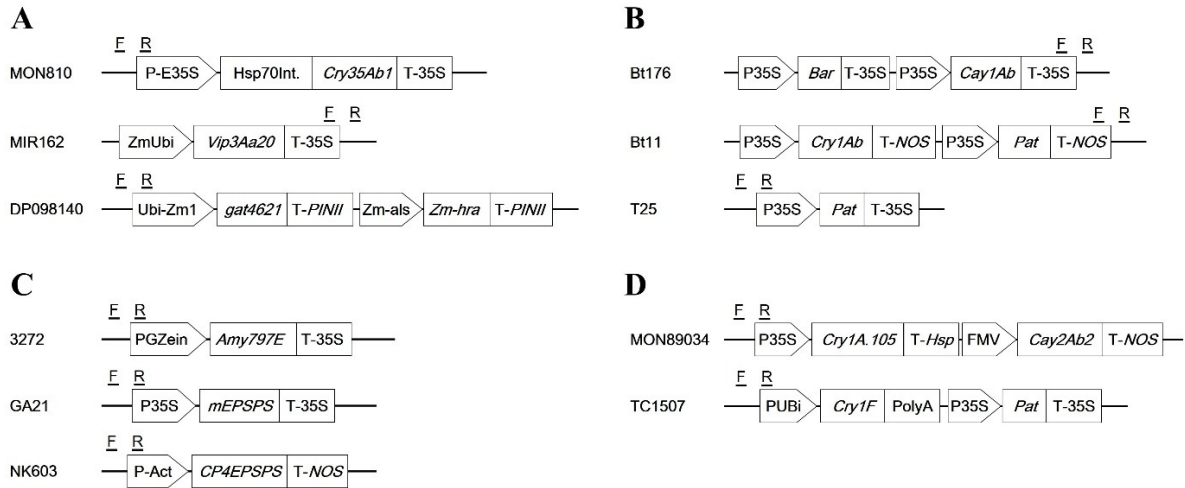 A
F R
MON810 P-E35S Hsp70Int. Cry35Ab1 T-35S
F R
MIR162 ZmUbi Vip3Aa20 T-35S
F R
DP098140 Ubi-Zm1 gat4621 T-PINII Zm-als Zm-hra T-PINII
B
F R
Bt176 P35S Bar T-35S P35S Cay1Ab T-35S
F R
Bt11 P35S Cry1Ab T-NOS P35S Pat T-NOS
F R
T25 P35S Pat T-35S
C
F R
3272 PGZein Amy797E T-35S
F R
GA21 P35S mEPSPS T-35S
F R
NK603 P-Act CP4EPSPS T-NOS
D
F R
MON89034 P35S Cry1A.105 T-Hsp FMV Cay2Ab2 T-NOS
F R
TC1507 PUBi Cry1F PolyA P35S Pat T-35S